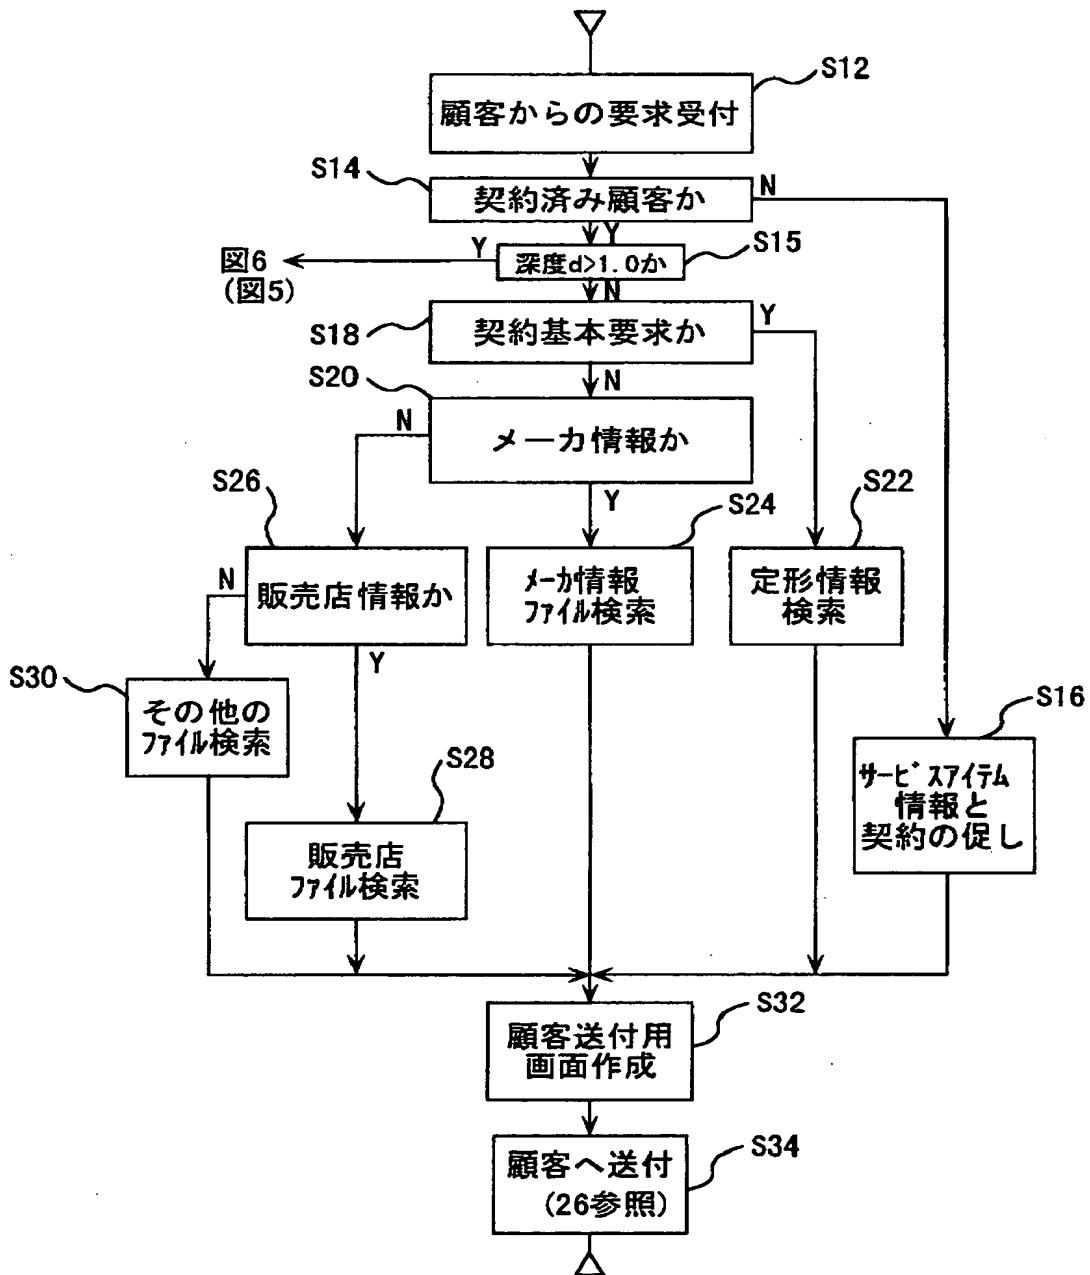 S12
顧客からの要求受付
S14
契約済み顧客か
N
Y
S15
Y
深度d>1.0か
図6
(図5)
N
S18
契約基本要求か
Y
S20
N
メーカ情報か
N
Y
S26
S24
S22
販売店情報か
N
Y
メーカ情報
ファイル検索
定形情報
検索
S30
その他の
ファイル検索
S28
販売店
ファイル検索
S16
サービスアイテム
情報と
契約の促し
S32
顧客送付用
画面作成
S34
顧客へ送付
(26参照)